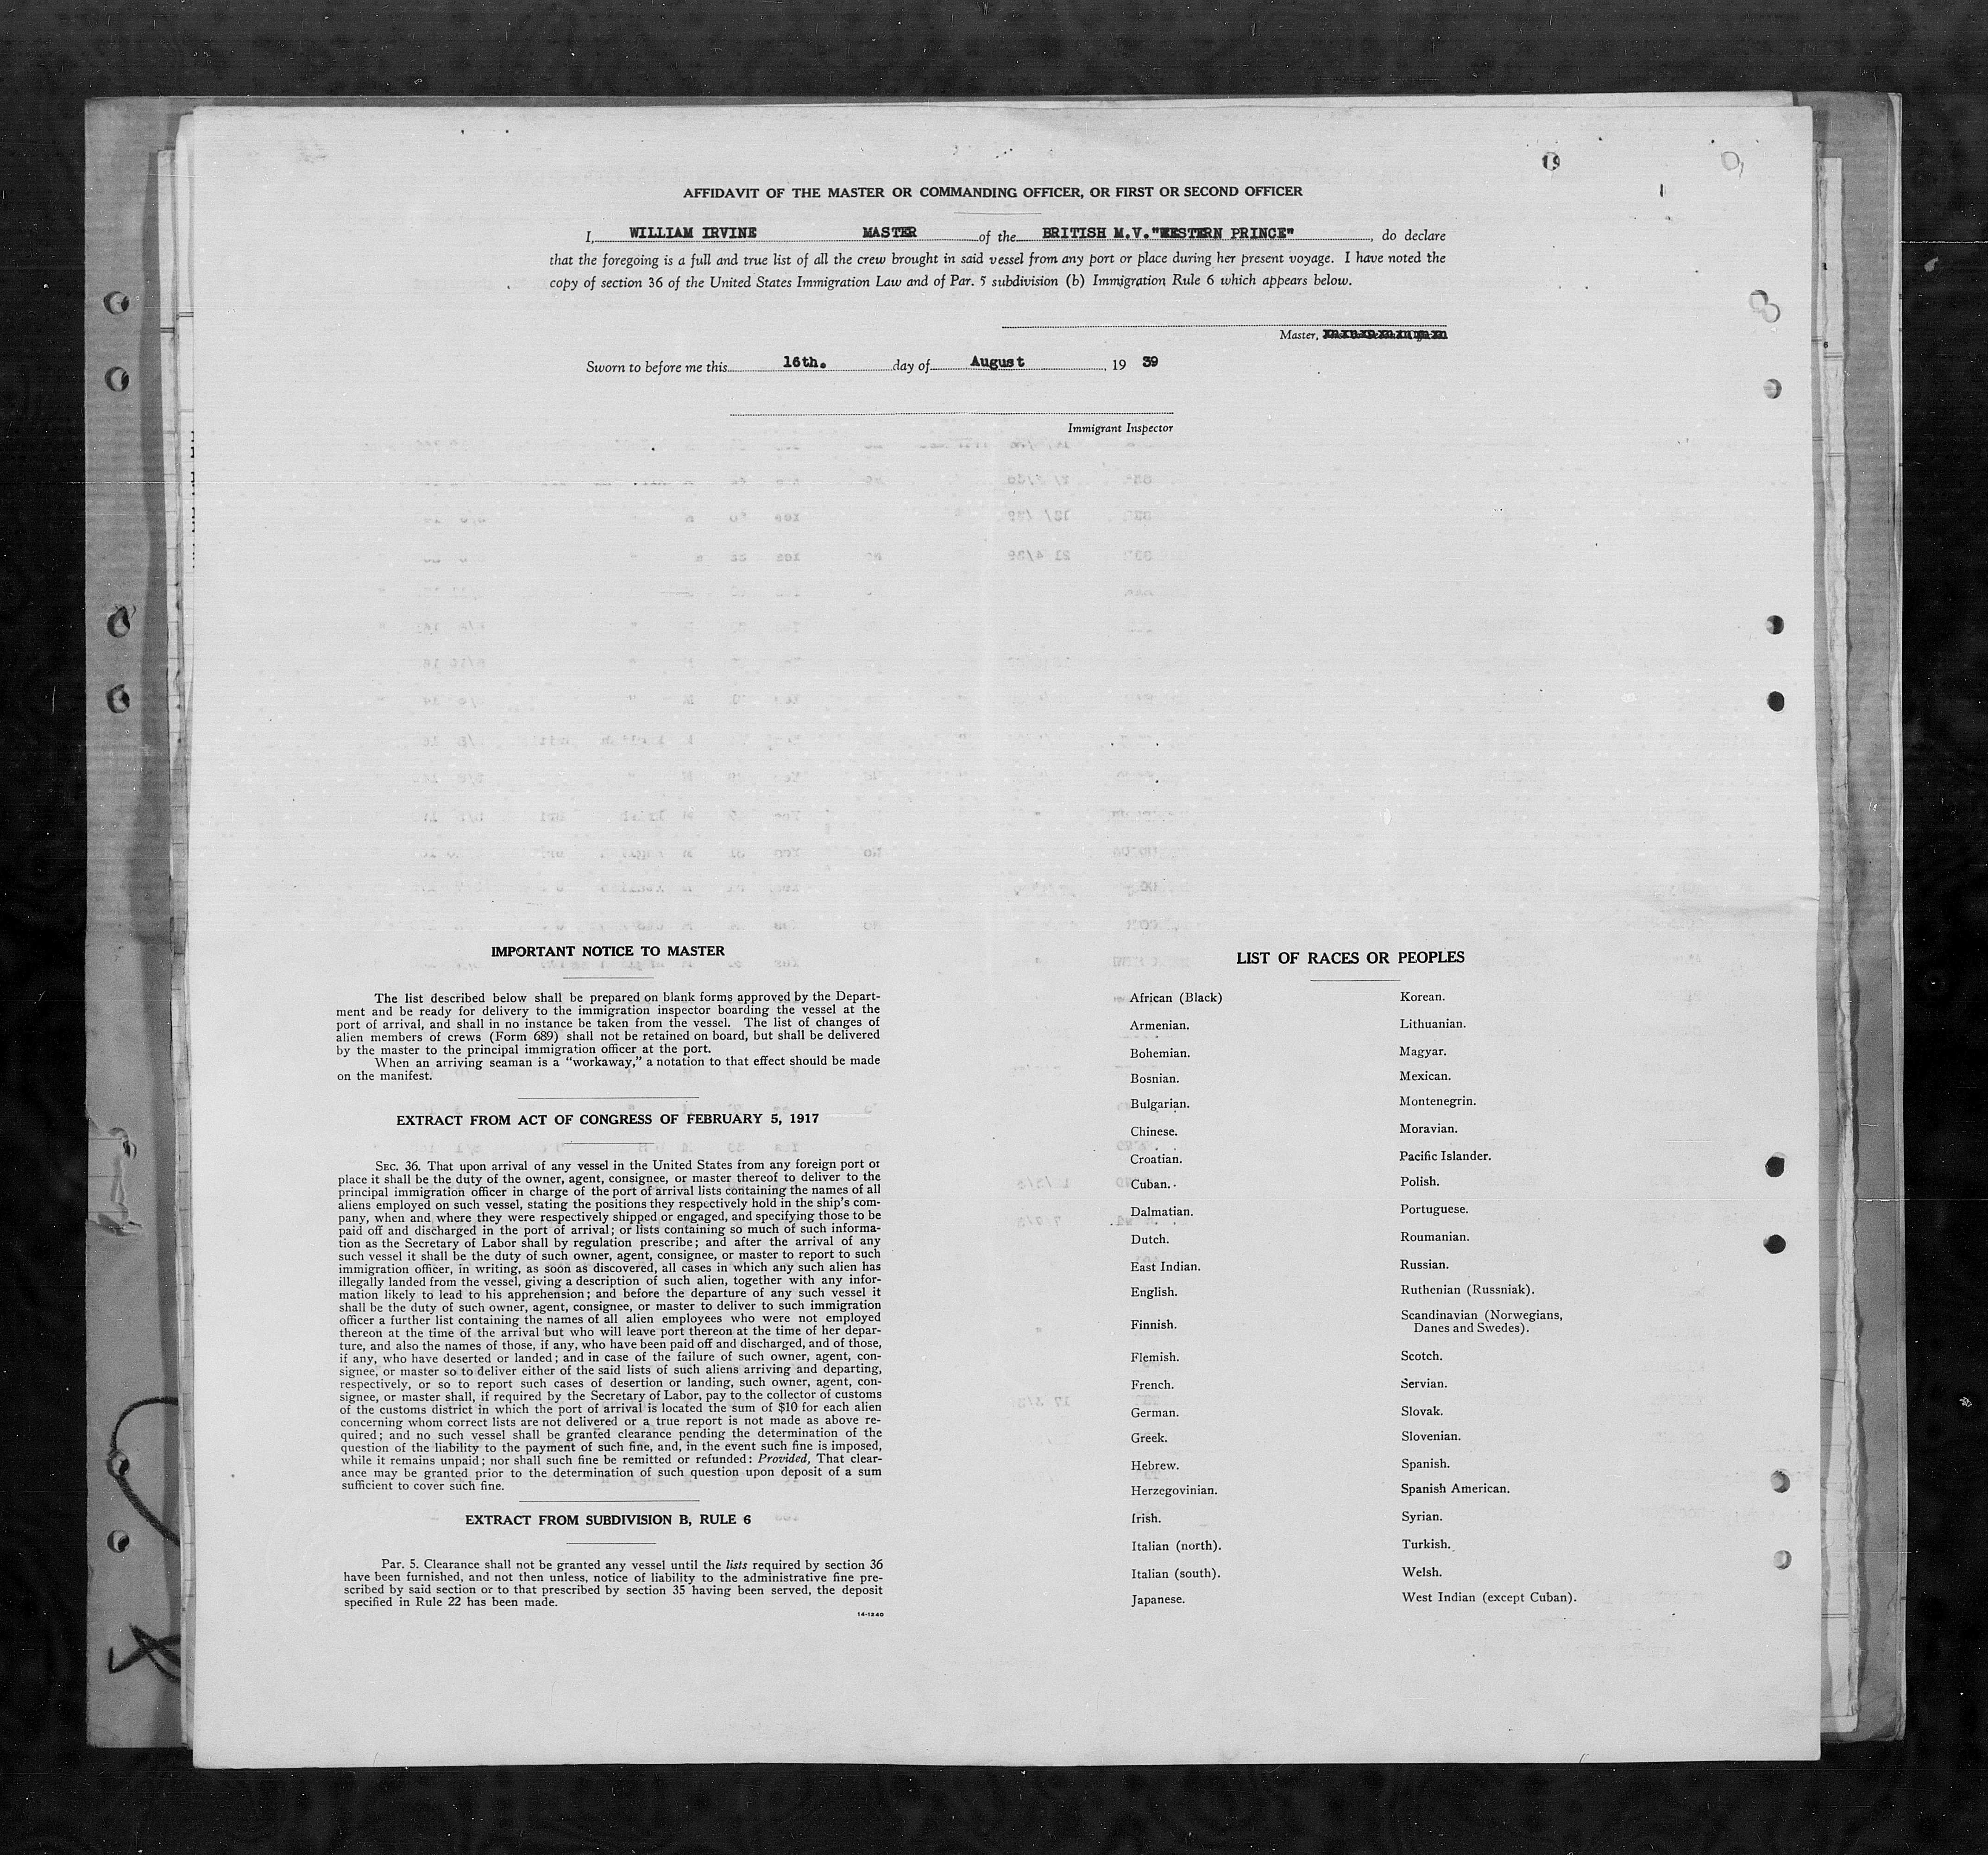 19
AFFIDAVIT OF THE MASTER OR COMMANDING OFFICER, OR FIRST OR SECOND OFFICER
I, WILLIAM IRVINE MASTER of the BRITISH M.V."WESTERN PRINCE", do declare
that the foregoing is a full and true list of all the crew brought in said vessel from any port or place during her present voyage. I have noted the
copy of section 36 of the United States Immigration Law and of Par. 5 subdivision (b) Immigration Rule 6 which appears below.
Master,
Sworn to before me this 16th. day of August, 19 39
Immigrant Inspector
IMPORTANT NOTICE TO MASTER
The list described below shall be prepared on blank forms approved by the Depart-
ment and be ready for delivery to the immigration inspector boarding the vessel at the
port of arrival, and shall in no instance be taken from the vessel. The list of changes of
alien members of crews (Form 689) shall not be retained on board, but shall be delivered
by the master to the principal immigration officer at the port.
When an arriving seaman is a "workaway," a notation to that effect should be made
on the manifest.
EXTRACT FROM ACT OF CONGRESS OF FEBRUARY 5, 1917
SEC. 36. That upon arrival of any vessel in the United States from any foreign port or
place it shall be the duty of the owner, agent, consignee, or master thereof to deliver to the
principal immigration officer in charge of the port of arrival lists containing the names of all
aliens employed on such vessel, stating the positions they respectively hold in the ship's com-
pany, when and where they were respectively shipped or engaged, and specifying those to be
paid off and discharged in the port of arrival; or lists containing so much of such informa-
tion as the Secretary of Labor shall by regulation prescribe; and after the arrival of any
such vessel it shall be the duty of such owner, agent, consignee, or master to report to such
immigration officer, in writing, as soon as discovered, all cases in which any such alien has
illegally landed from the vessel, giving a description of such alien, together with any infor-
mation likely to lead to his apprehension; and before the departure of any such vessel it
shall be the duty of such owner, agent, consignee, or master to deliver to such immigration
officer a further list containing the names of all alien employees who were not employed
thereon at the time of the arrival but who will leave port thereon at the time of her depar-
ture, and also the names of those, if any, who have been paid off and discharged, and of those,
if any, who have deserted or landed; and in case of the failure of such owner, agent, con-
signee, or master so to deliver either of the said lists of such aliens arriving and departing,
respectively, or so to report such cases of desertion or landing, such owner, agent, con-
signee, or master shall, if required by the Secretary of Labor, pay to the collector of customs
of the customs district in which the port of arrival is located the sum of $10 for each alien
concerning whom correct lists are not delivered or a true report is not made as above re-
quired; and no such vessel shall be granted clearance pending the determination of the
question of the liability to the payment of such fine, and, in the event such fine is imposed,
while it remains unpaid; nor shall such fine be remitted or refunded: Provided, That clear-
ance may be granted prior to the determination of such question upon deposit of a sum
sufficient to cover such fine.
EXTRACT FROM SUBDIVISION B, RULE 6
Par. 5. Clearance shall not be granted any vessel until the lists required by section 36
have been furnished, and not then unless, notice of liability to the administrative fine pre-
scribed by said section or to that prescribed by section 35 having been served, the deposit
specified in Rule 22 has been made.
14-1240
LIST OF RACES OR PEOPLES
African (Black)
Armenian.
Bohemian.
Bosnian.
Bulgarian.
Chinese.
Croatian.
Cuban.
Dalmatian.
Dutch.
East Indian.
English.
Finnish.
Flemish.
French.
German.
Greek.
Hebrew.
Herzegovinian.
Irish.
Italian (north).
Italian (south).
Japanese.
Korean.
Lithuanian.
Magyar.
Mexican.
Montenegrin.
Moravian.
Pacific Islander.
Polish.
Portuguese.
Roumanian.
Russian.
Ruthenian (Russniak).
Scandinavian (Norwegians,
Danes and Swedes).
Scotch.
Servian.
Slovak.
Slovenian.
Spanish.
Spanish American.
Syrian.
Turkish.
Welsh.
West Indian (except Cuban).